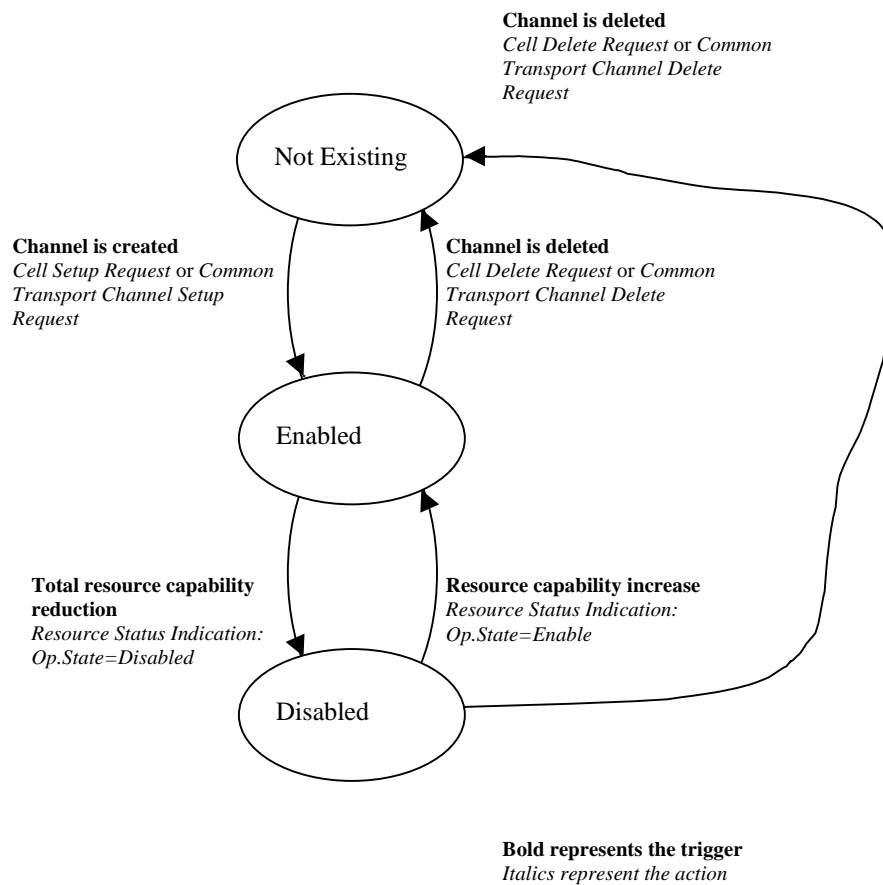 Channel is deleted
Cell Delete Request or Common
Transport Channel Delete
Request
Not Existing
Channel is created
Cell Setup Request or Common
Transport Channel Setup
Request
Channel is deleted
Cell Delete Request or Common
Transport Channel Delete
Request
Enabled
Total resource capability
reduction
Resource Status Indication:
Op.State=Disabled
Resource capability increase
Resource Status Indication:
Op.State=Enable
Disabled
Bold represents the trigger
Italics represent the action